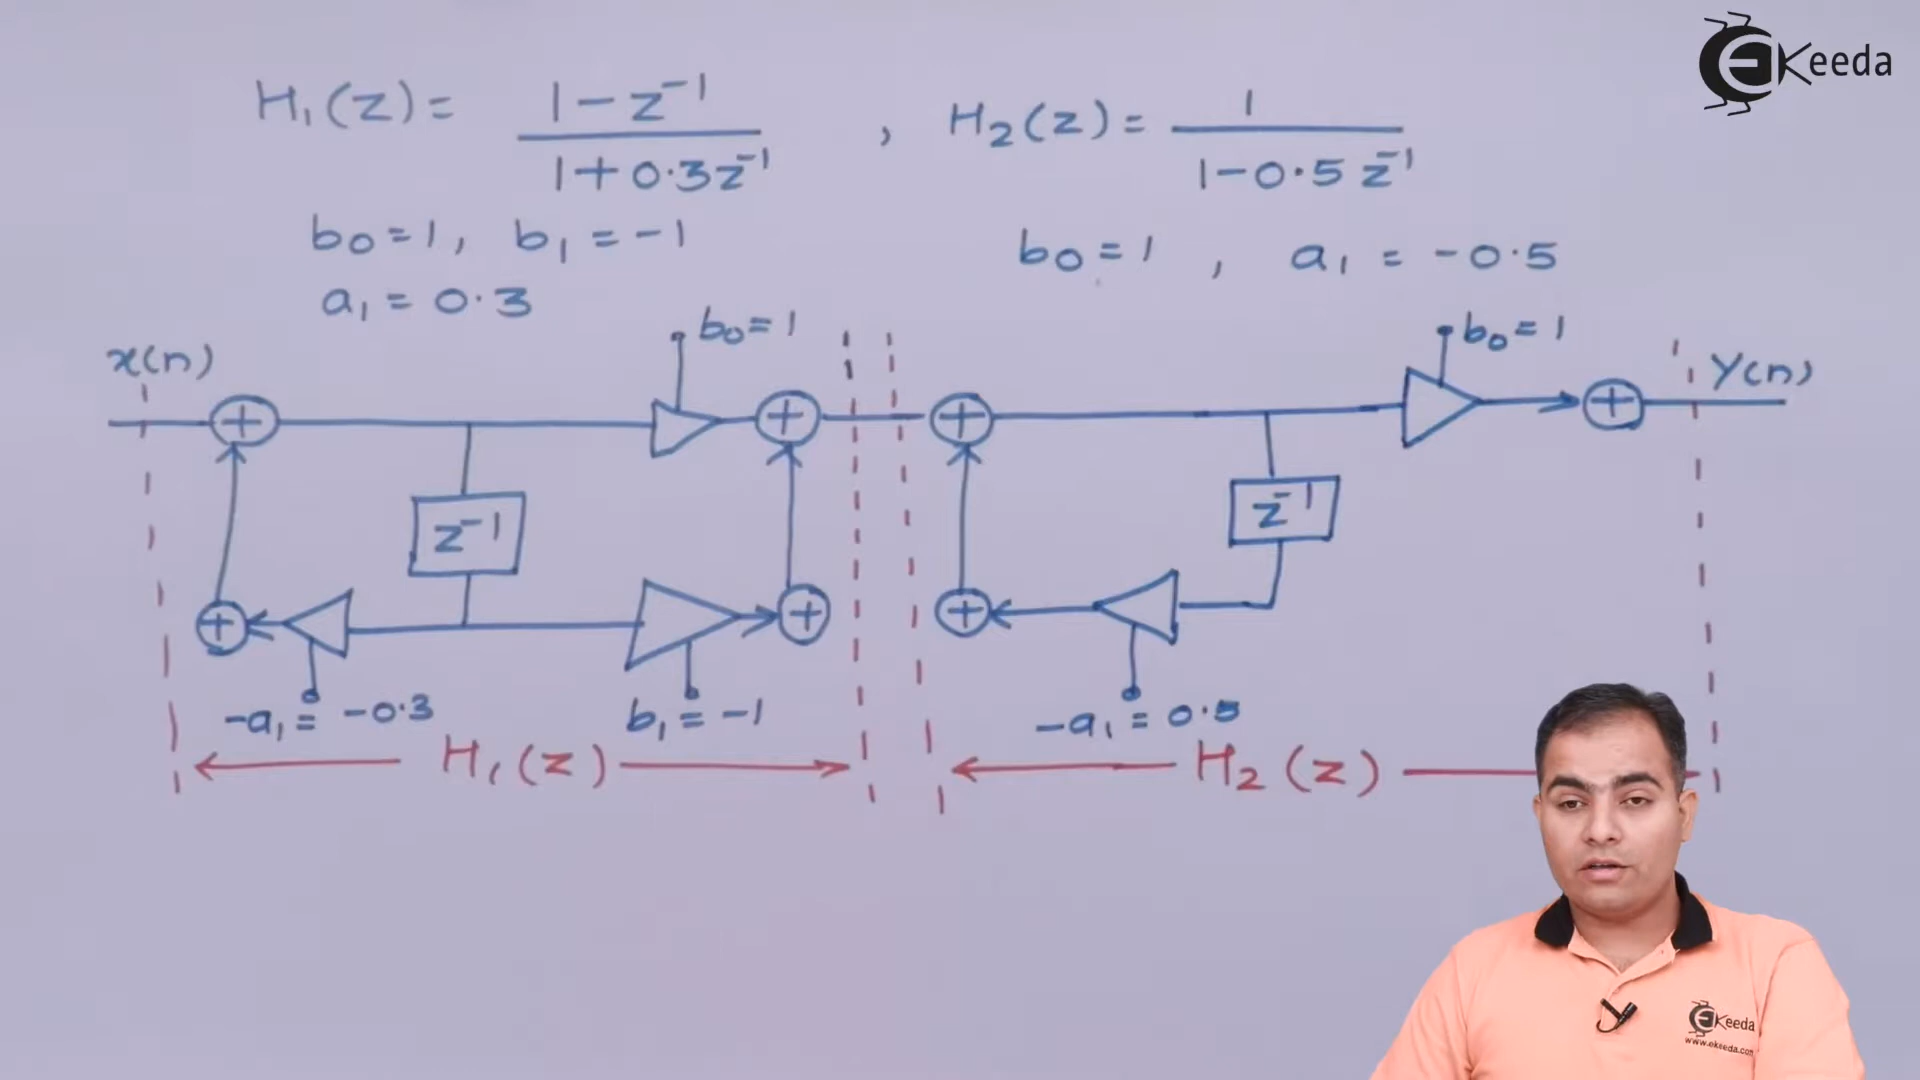 EKeeda
H₁(z) = 1 - z⁻¹ / 1 + 0.3z⁻¹ , H₂(z) = 1 / 1 - 0.5 z⁻¹
b₀ = 1, b₁ = -1
b₀ = 1 , a₁ = -0.5
a₁ = 0.3
b₀ = 1
b₀ = 1
x(n)
y(n)
+ + + +
z⁻¹
z⁻¹
+ + +
-a₁ = -0.3
b₁ = -1
-a₁ = 0.5
H₁(z)
H₂(z)
EKeeda
www.ekeeda.com